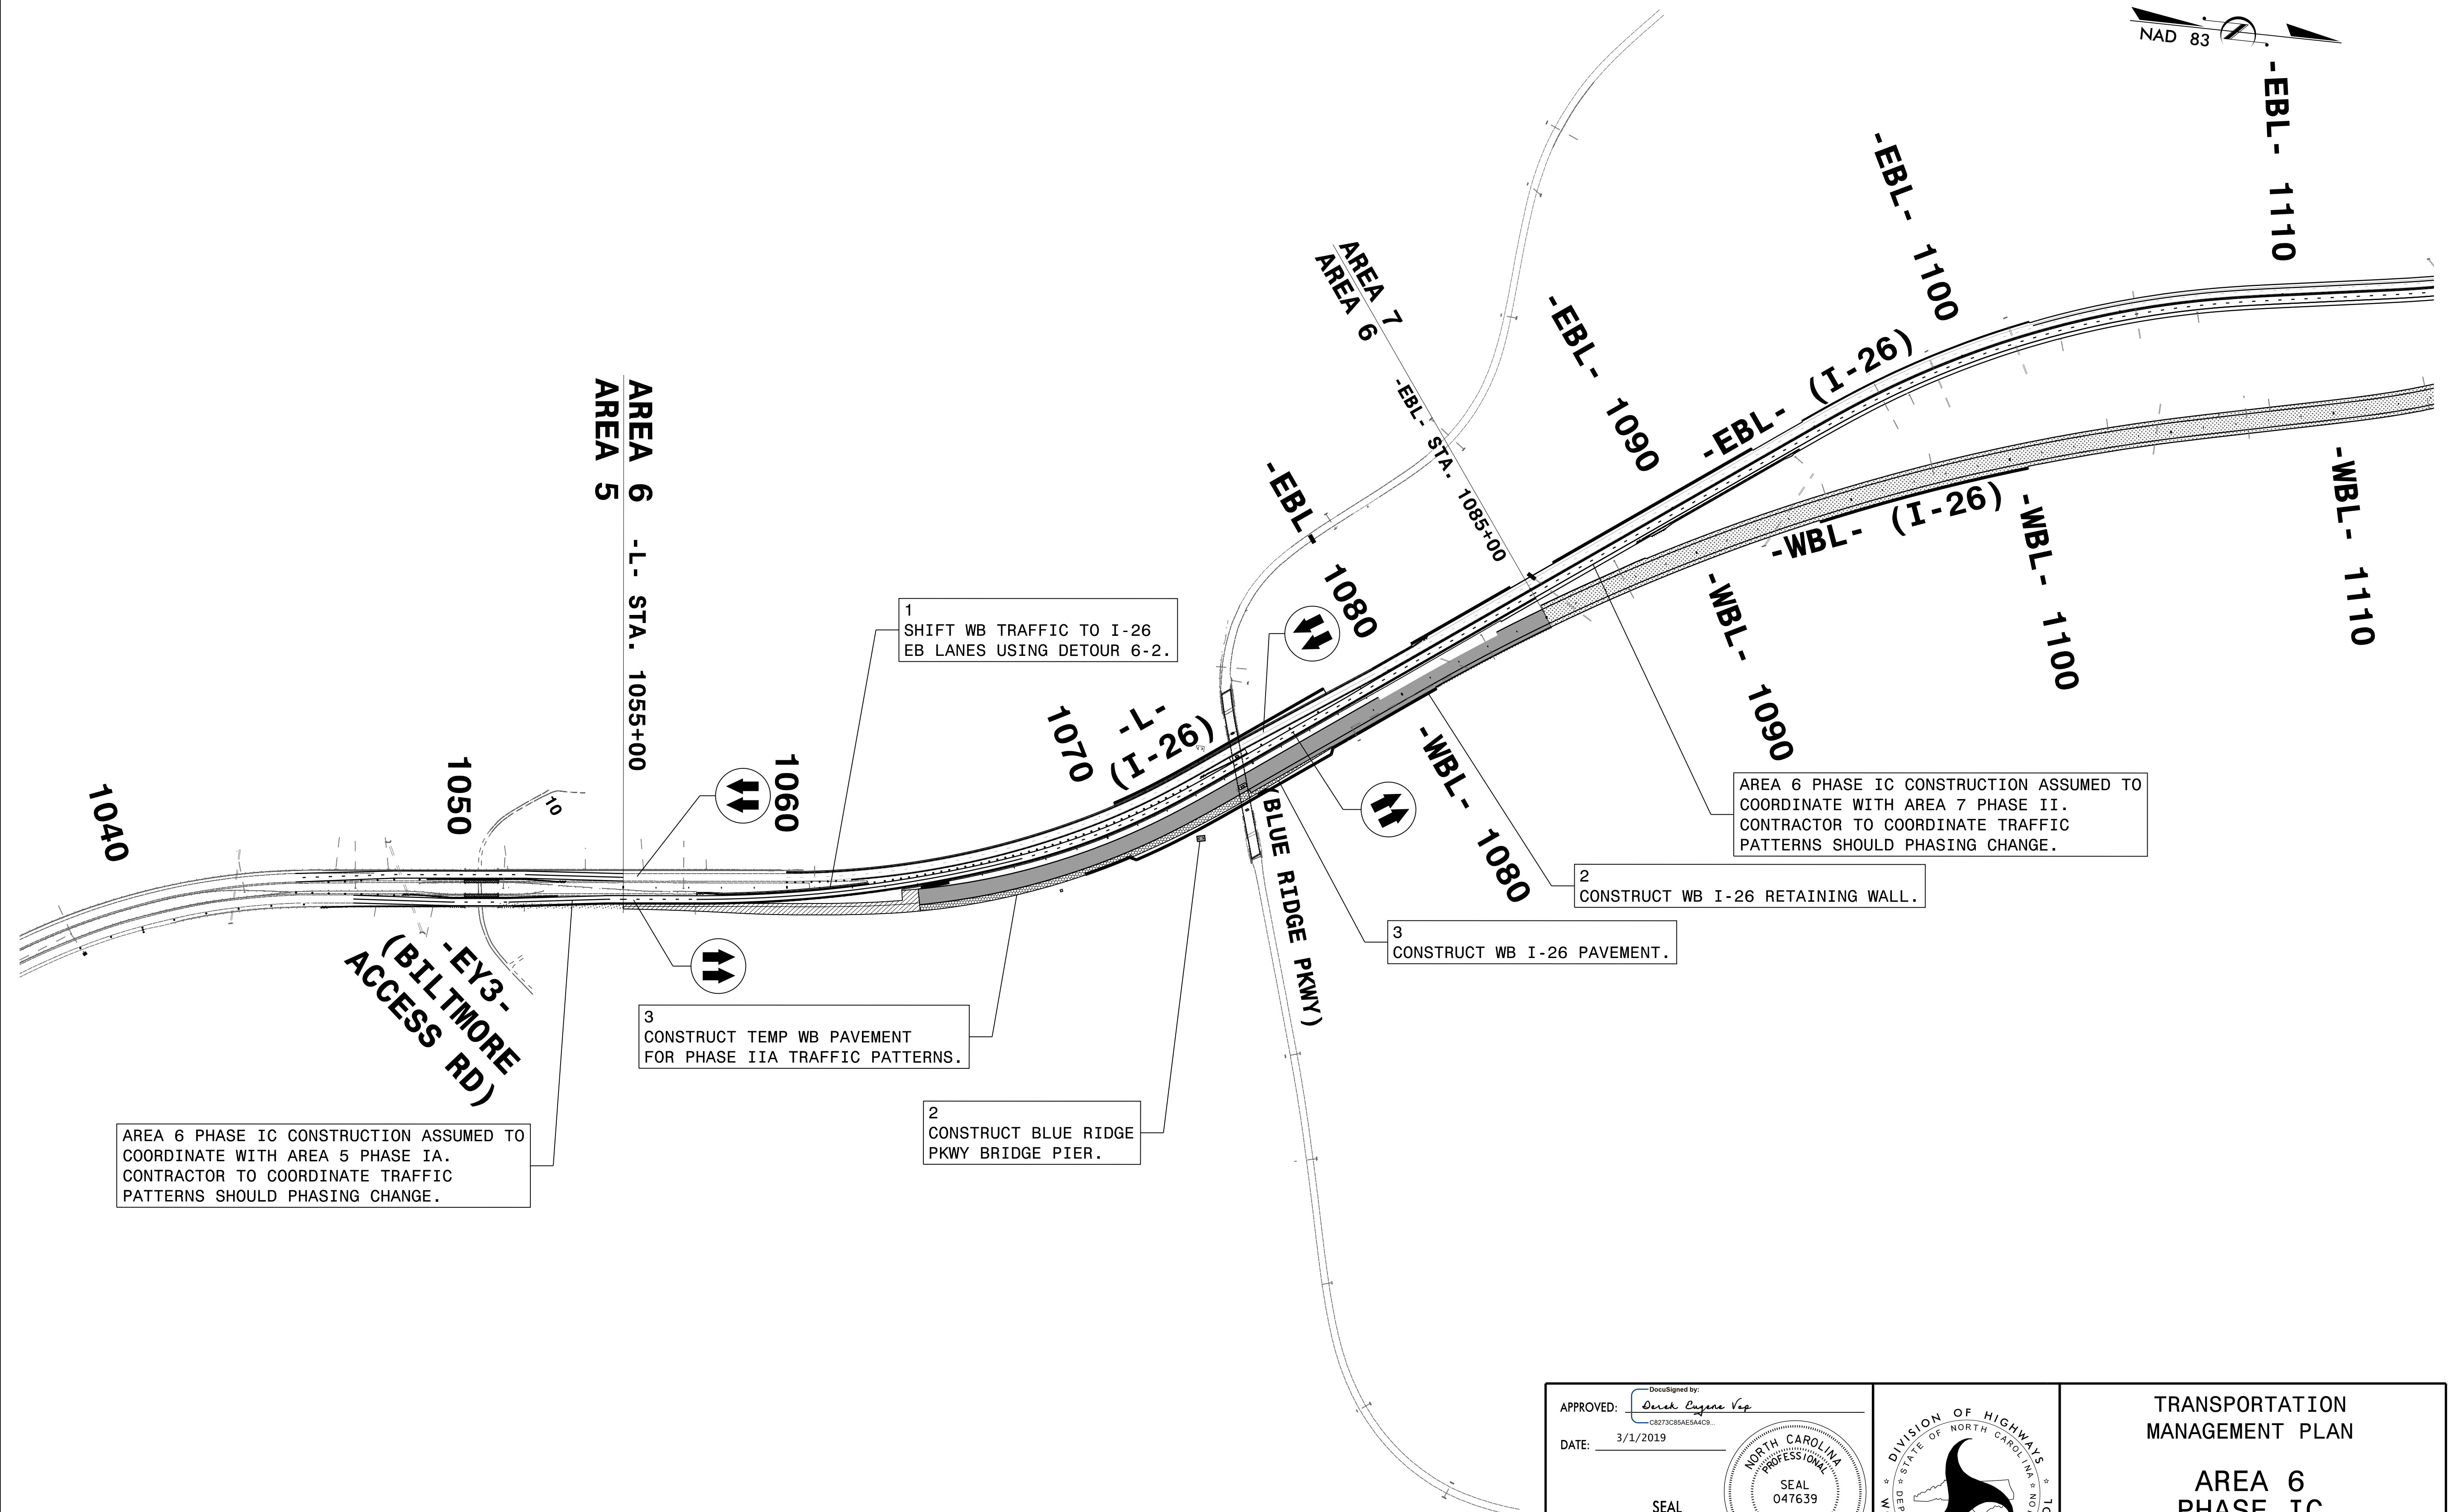 NAD 83
-EBL- 1110
-EBL- 1100
AREA 7
AREA 6
-EBL- STA. 1085+00
-EBL- 1090
-EBL- (I-26)
AREA 6
AREA 5
-L- STA. 1055+00
-EBL-
1080
-WBL- (I-26)
-WBL- 1110
-WBL- 1100
-WBL- 1090
1
SHIFT WB TRAFFIC TO I-26
EB LANES USING DETOUR 6-2.
-L-
(I-26)
1070
1060
1050
1040
10
-WBL- 1080
(BLUE RIDGE PKWY)
AREA 6 PHASE IC CONSTRUCTION ASSUMED TO
COORDINATE WITH AREA 7 PHASE II.
CONTRACTOR TO COORDINATE TRAFFIC
PATTERNS SHOULD PHASING CHANGE.
2
CONSTRUCT WB I-26 RETAINING WALL.
3
CONSTRUCT WB I-26 PAVEMENT.
-EY3-
(BILTMORE
ACCESS RD)
3
CONSTRUCT TEMP WB PAVEMENT
FOR PHASE IIA TRAFFIC PATTERNS.
2
CONSTRUCT BLUE RIDGE
PKWY BRIDGE PIER.
AREA 6 PHASE IC CONSTRUCTION ASSUMED TO
COORDINATE WITH AREA 5 PHASE IA.
CONTRACTOR TO COORDINATE TRAFFIC
PATTERNS SHOULD PHASING CHANGE.
DocuSigned by:
APPROVED: Derek Eugene
C8273C85AE5A4C9...
DATE: 3/1/2019
NORTH CAROLINA
PROFESSIONAL
SEAL
047639
SEAL
DIVISION OF HIGHWAYS
STATE OF NORTH CAROLINA
TRANSPORTATION
MANAGEMENT PLAN
AREA 6
PHASE IC